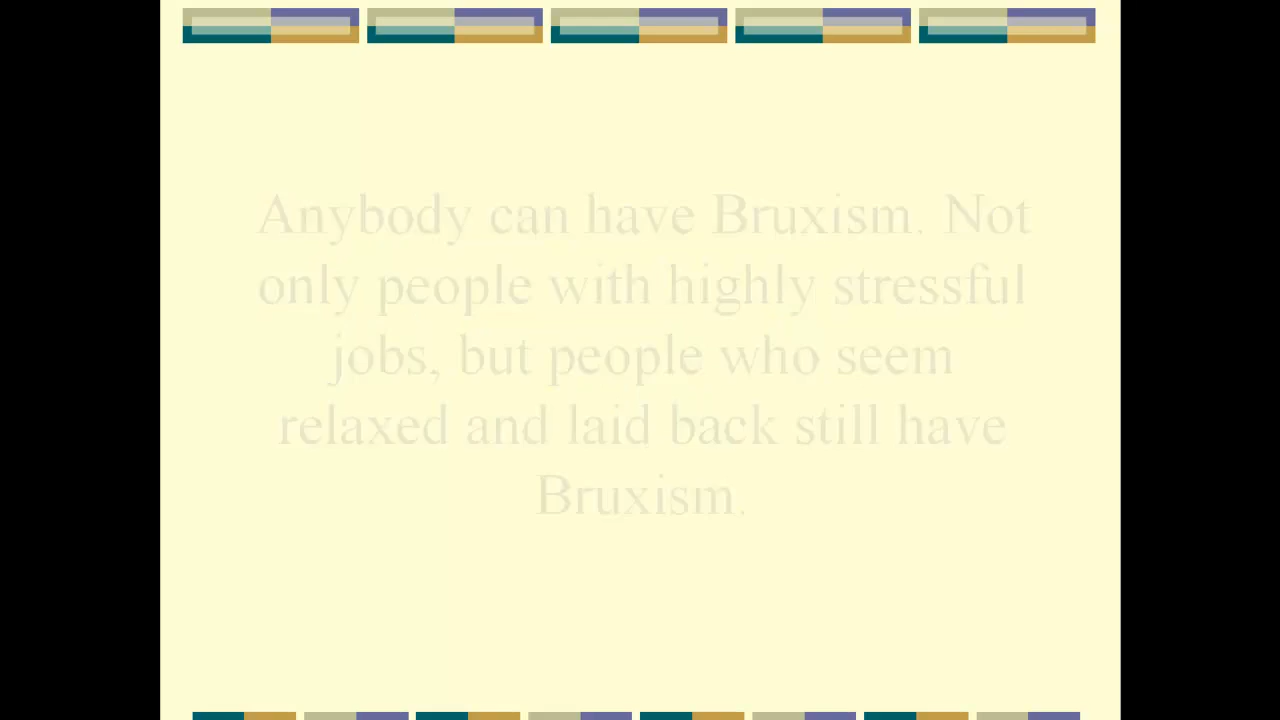 Anybody can have Bruxism. Not
only people with highly stressful
jobs, but people who seem
relaxed and laid back still have
Bruxism.